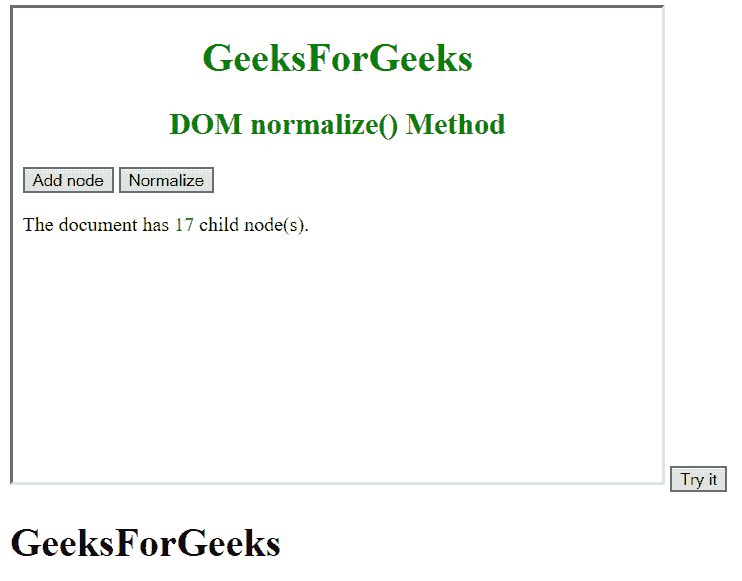 GeeksForGeeks
DOM normalize() Method
Add node Normalize
The document has 17 child node(s).
Try it
GeeksForGeeks